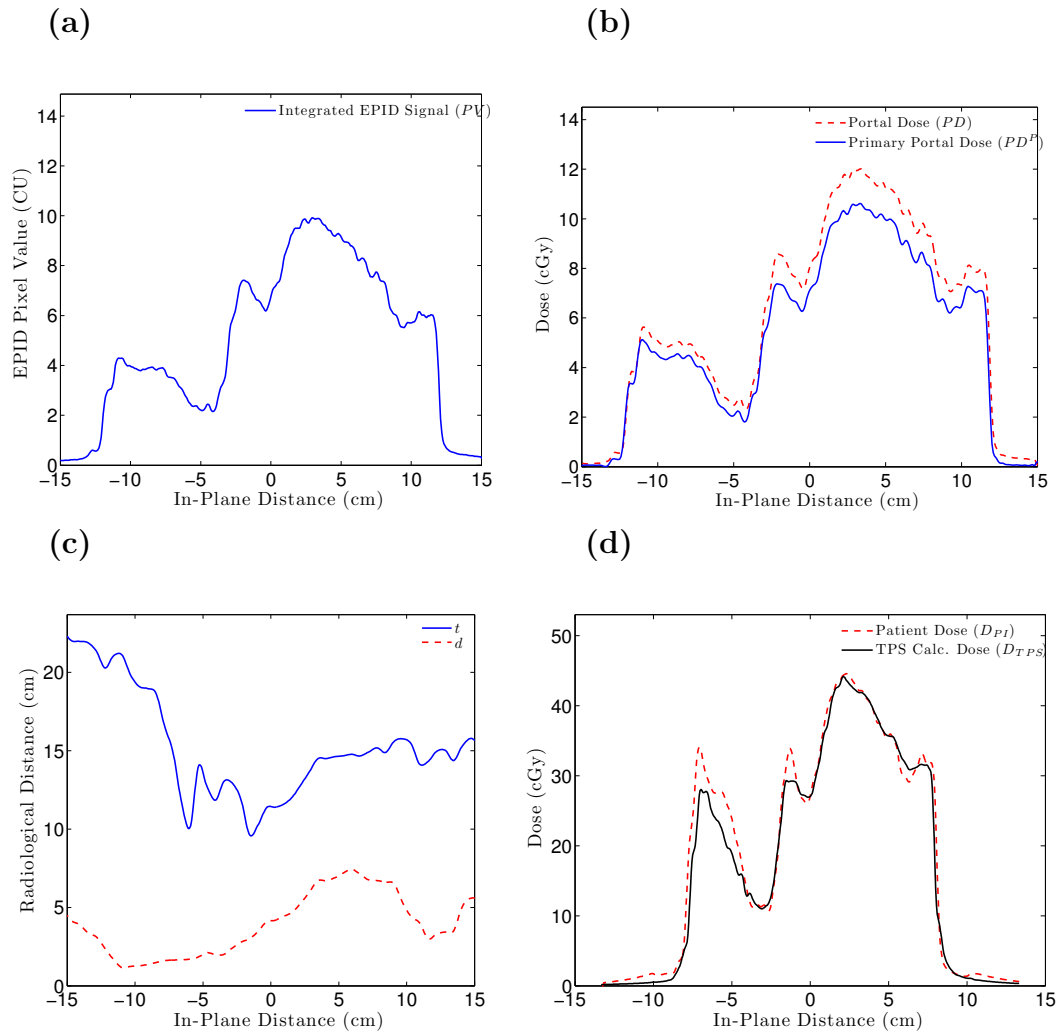 (a)
(b)
Integrated EPID Signal (PV)
EPID Pixel Value (CU)
14
12
10
8
6
4
2
0
−15 −10 −5 0 5 10 15
In-Plane Distance (cm)
Portal Dose (PD)
Primary Portal Dose (PD^P)
Dose (cGy)
14
12
10
8
6
4
2
0
−15 −10 −5 0 5 10 15
In-Plane Distance (cm)
(c)
(d)
t
d
Radiological Distance (cm)
20
15
10
5
0
−15 −10 −5 0 5 10 15
In-Plane Distance (cm)
Patient Dose (D_{PI})
TPS Calc. Dose (D_{TPS})
Dose (cGy)
50
40
30
20
10
0
−15 −10 −5 0 5 10 15
In-Plane Distance (cm)